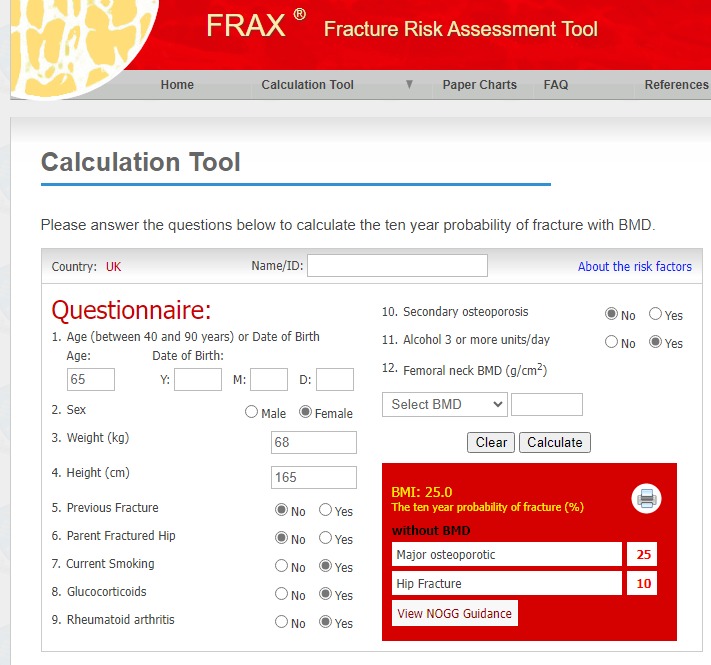 FRAX ® Fracture Risk Assessment Tool
Home Calculation Tool ▼ Paper Charts FAQ References
Calculation Tool
Please answer the questions below to calculate the ten year probability of fracture with BMD.
Country: UK Name/ID: About the risk factors
Questionnaire:
1. Age (between 40 and 90 years) or Date of Birth
Age: Date of Birth:
65 Y: M: D:
2. Sex Male Female
3. Weight (kg) 68
4. Height (cm) 165
5. Previous Fracture No Yes
6. Parent Fractured Hip No Yes
7. Current Smoking No Yes
8. Glucocorticoids No Yes
9. Rheumatoid arthritis No Yes
10. Secondary osteoporosis No Yes
11. Alcohol 3 or more units/day No Yes
12. Femoral neck BMD (g/cm²)
Select BMD
Clear Calculate
BMI: 25.0
The ten year probability of fracture (%)
without BMD
Major osteoporotic 25
Hip Fracture 10
View NOGG Guidance